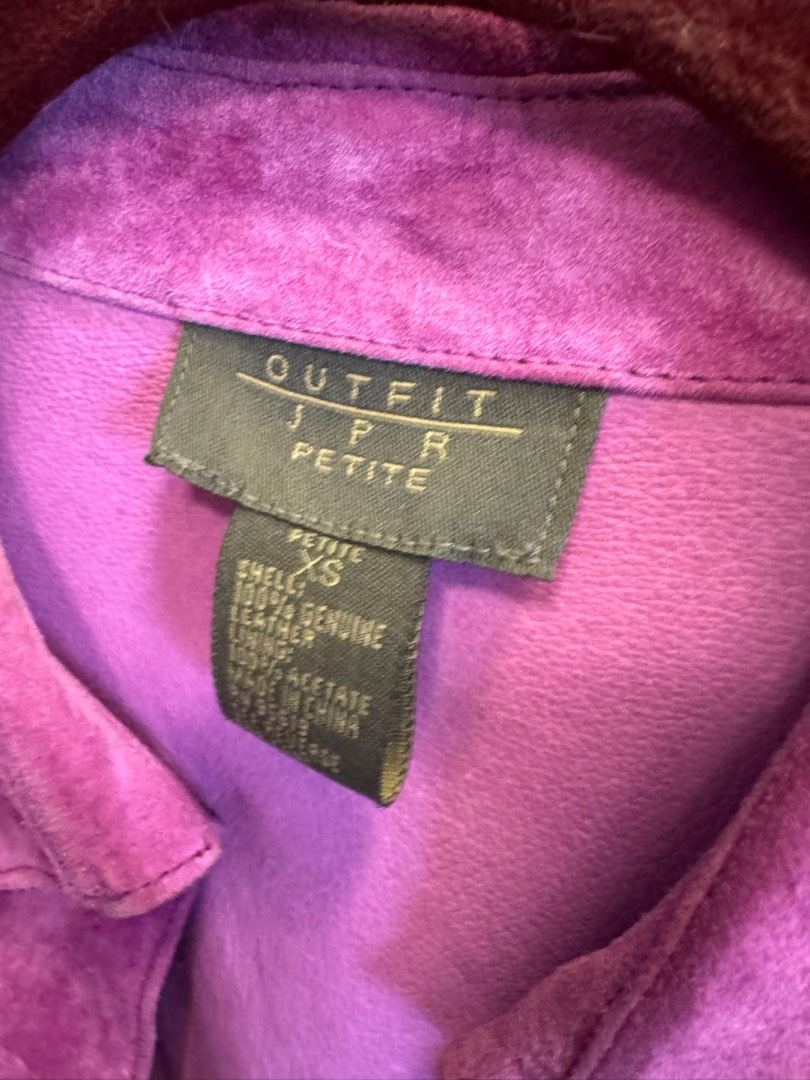 OUTFIT
J P R
PETITE
PETITE
XS
SHELL:
100% GENUINE
LEATHER
LINING:
100% ACETATE
MADE IN CHINA